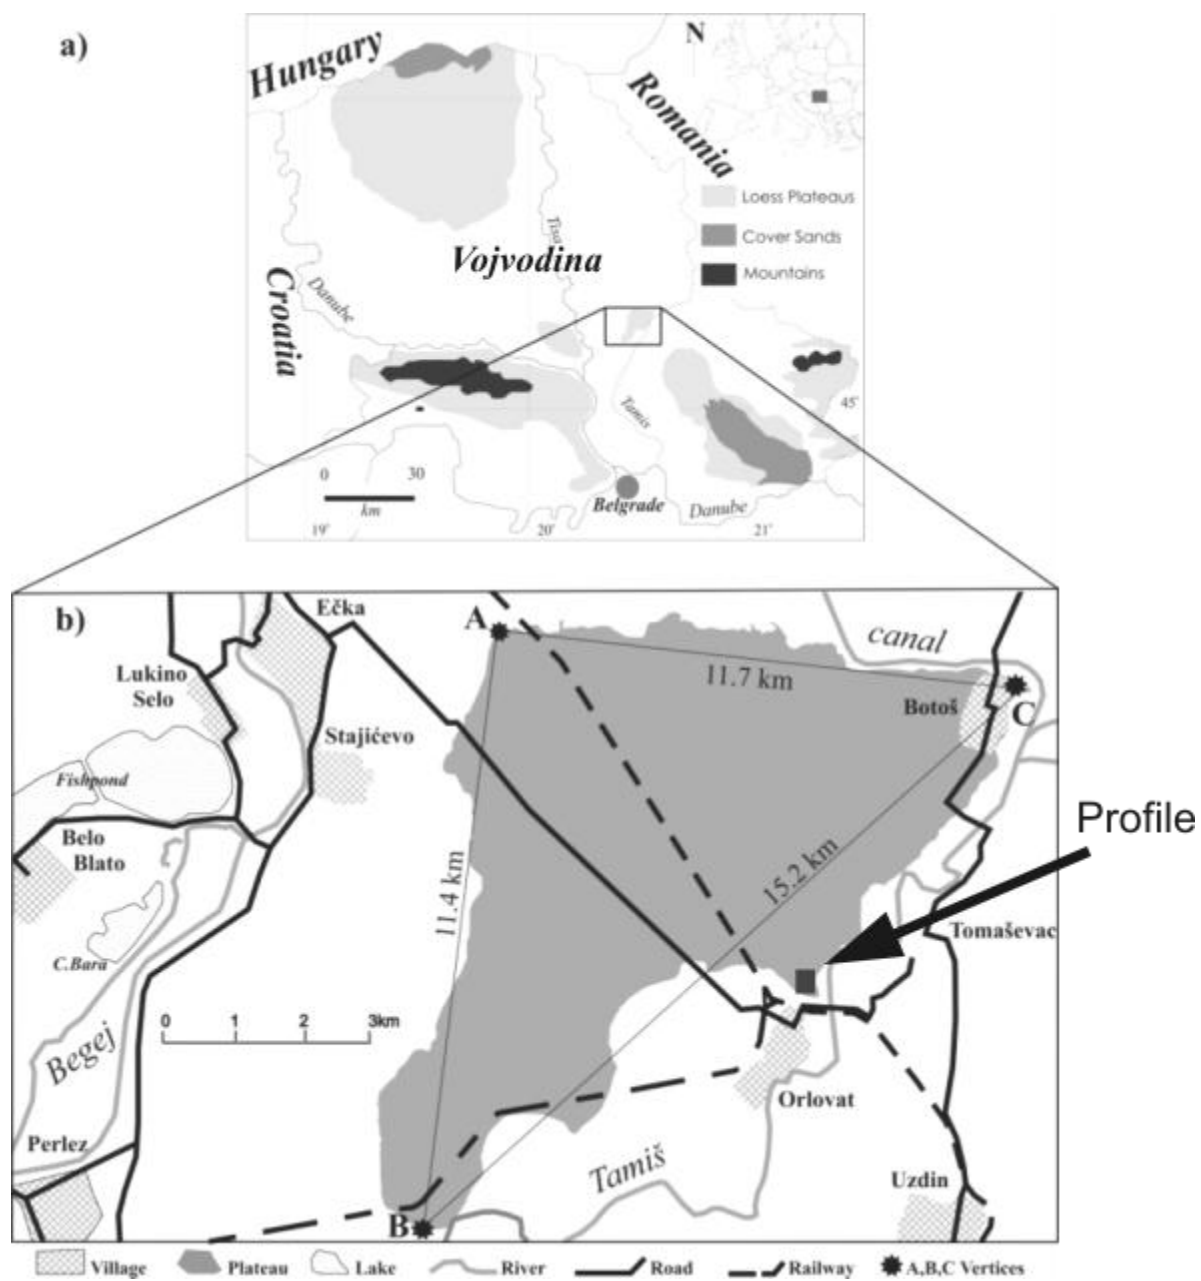 a)
Hungary
N
Romania
Loess Plateaus
Cover Sands
Mountains
Tisa
Vojvodina
Croatia
Danube
Tamis
45°
0 30
km
Belgrade
Danube
19° 20° 21°
b)
Ečka
A
canal
Lukino
Selo
11.7 km
Botoš
C
Stajićevo
Fishpond
Profile
Belo
Blato
15.2 km
11.4 km
Tomaševac
C.Bara
0 1 2 3km
Begej
Orlovat
Perlez
Tamiš
Uzdin
B
Village Plateau Lake River Road Railway A,B,C Vertices